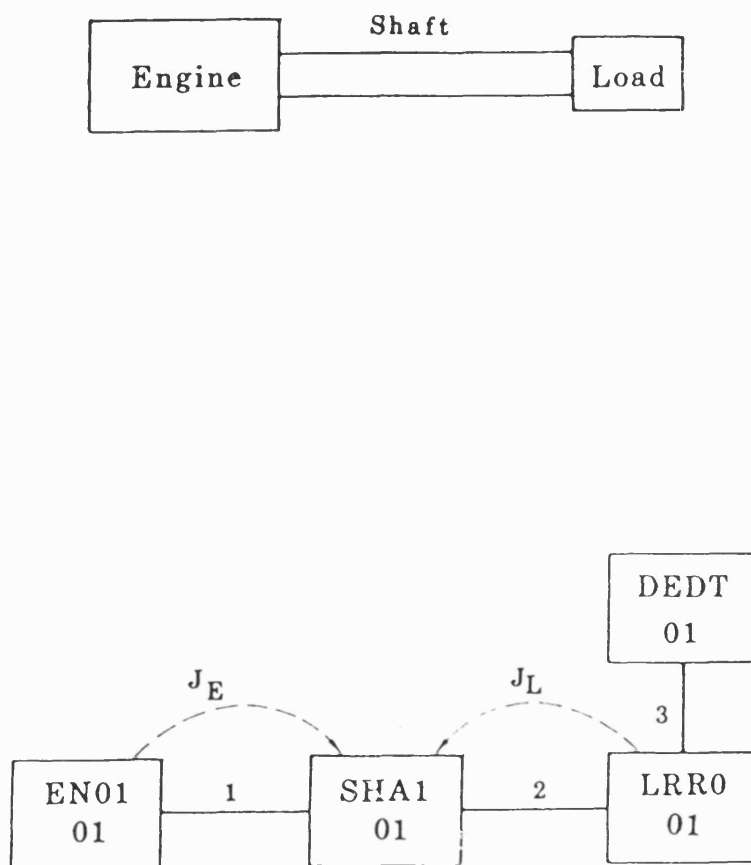 Shaft
Engine
Load
DEDT
01
J_E
J_L
3
EN01
01
1
SHA1
01
2
LRR0
01